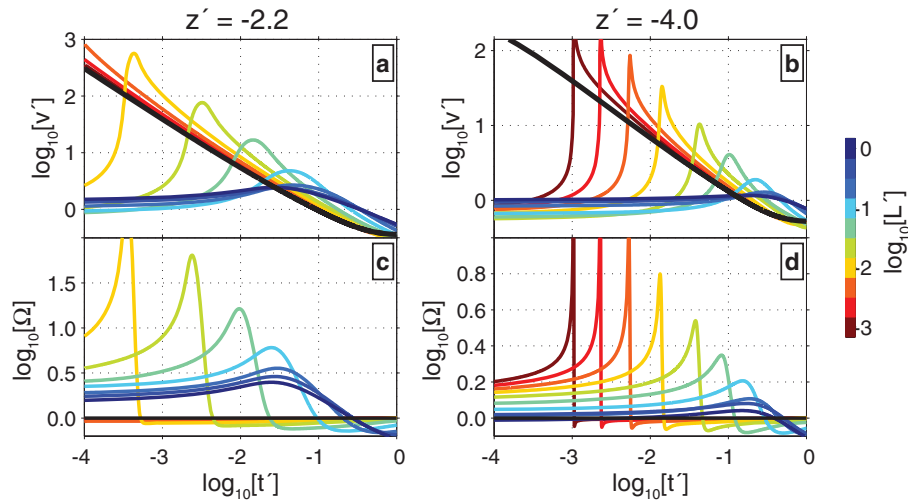 z´ = -2.2
z´ = -4.0
3
2
1
0
log10[v´]
a
2
1
0
log10[v´]
b
1.5
1.0
0.5
0.0
log10[Ω]
c
0.8
0.6
0.4
0.2
0.0
log10[Ω]
d
-4 -3 -2 -1 0
log10[t´]
-4 -3 -2 -1 0
log10[t´]
0
-1
-2
-3
log10[L´]